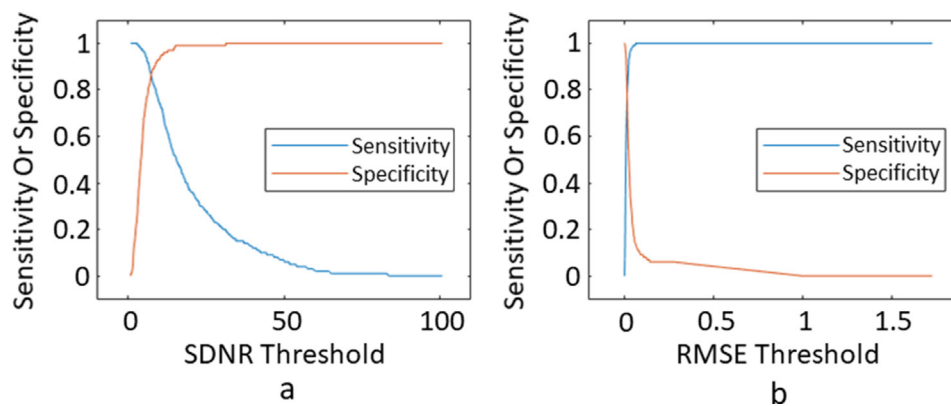 Sensitivity Or Specificity
1
0.8
0.6
0.4
0.2
0
Sensitivity
Specificity
0
50
100
SDNR Threshold
a
Sensitivity Or Specificity
1
0.8
0.6
0.4
0.2
0
Sensitivity
Specificity
0
0.5
1
1.5
RMSE Threshold
b